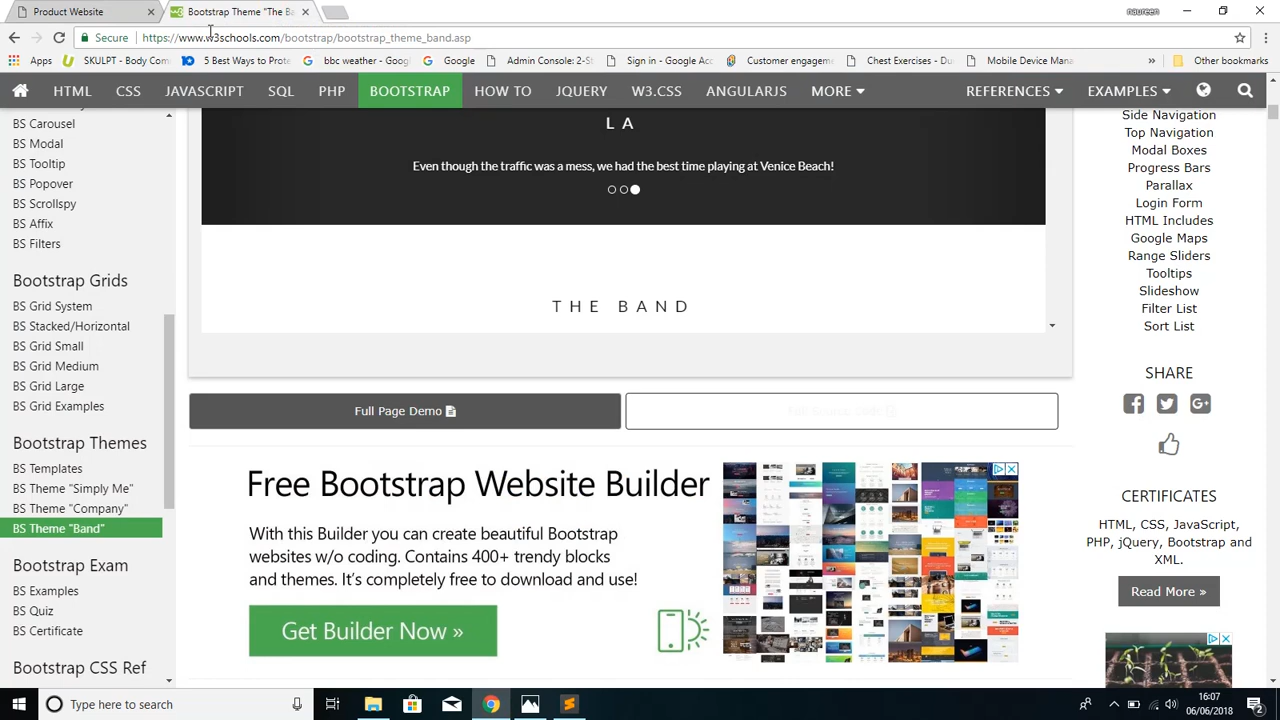 Product Website
Bootstrap Theme "The Ba
naureen
Secure
https://www.w3schools.com/bootstrap/bootstrap_theme_band.asp
Apps
SKULPT - Body Com
5 Best Ways to Prote
bbc weather - Goog
Google
Admin Console: 2-S
Sign in - Google Acc
Customer engageme
Chest Exercises - Du
Mobile Device Mana
»
Other bookmarks
HTML
CSS
JAVASCRIPT
SQL
PHP
BOOTSTRAP
HOW TO
JQUERY
W3.CSS
ANGULARJS
MORE
REFERENCES
EXAMPLES
BS Carousel
BS Modal
BS Tooltip
BS Popover
BS Scrollspy
BS Affix
BS Filters
Bootstrap Grids
BS Grid System
BS Stacked/Horizontal
BS Grid Small
BS Grid Medium
BS Grid Large
BS Grid Examples
Bootstrap Themes
BS Templates
BS Theme "Simply Me"
BS Theme "Company"
BS Theme "Band"
Bootstrap Exam
BS Examples
BS Quiz
BS Certificate
Bootstrap CSS Ref
LA
Even though the traffic was a mess, we had the best time playing at Venice Beach!
THE BAND
Full Page Demo
Full Source Code
Free Bootstrap Website Builder
With this Builder you can create beautiful Bootstrap
websites w/o coding. Contains 400+ trendy blocks
and themes. It's completely free to download and use!
Get Builder Now »
Side Navigation
Top Navigation
Modal Boxes
Progress Bars
Parallax
Login Form
HTML Includes
Google Maps
Range Sliders
Tooltips
Slideshow
Filter List
Sort List
SHARE
CERTIFICATES
HTML, CSS, JavaScript,
PHP, jQuery, Bootstrap and
XML.
Read More »
Type here to search
16:07
06/06/2018
2